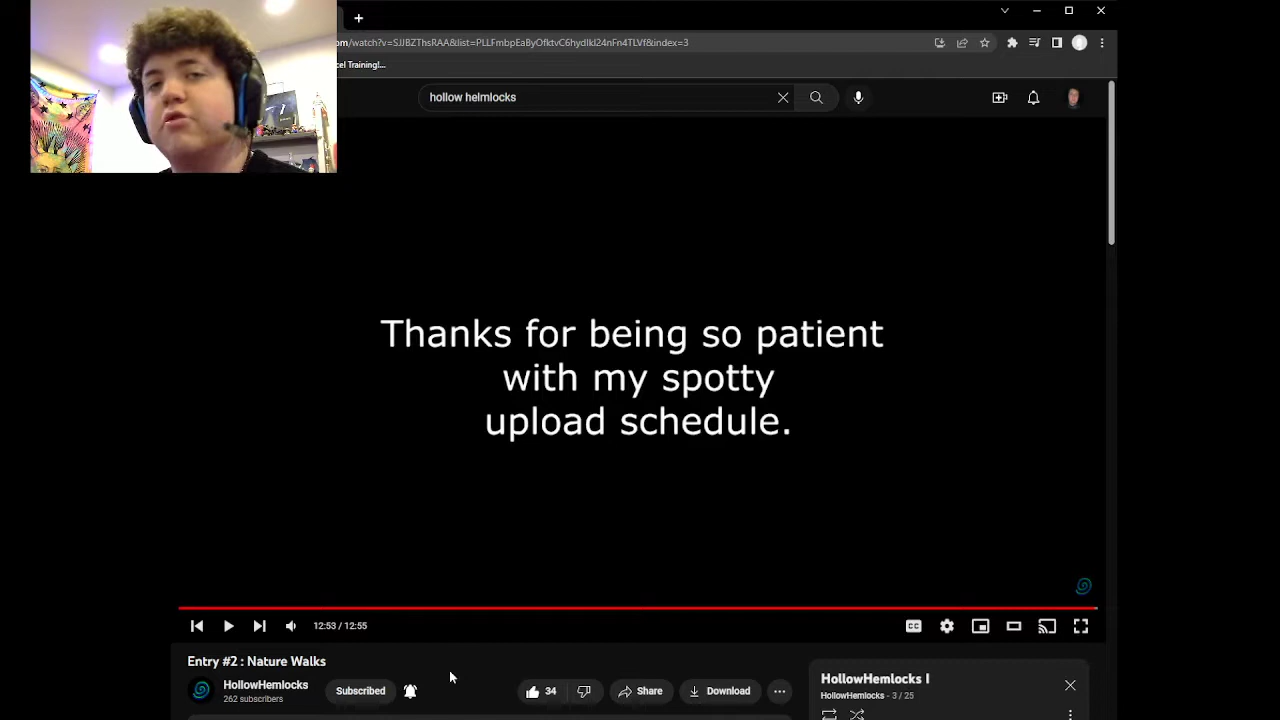 om/watch?v=SJJBZThsRAA&list=PLLFmbpEaByOfktvC6hydIkl24nFn4TLVf&index=3
cel Training!...
hollow helmlocks
Thanks for being so patient
with my spotty
upload schedule.
12:53 / 12:55
CC
Entry #2 : Nature Walks
HollowHemlocks
262 subscribers
Subscribed
34
Share
Download
HollowHemlocks I
HollowHemlocks - 3 / 25